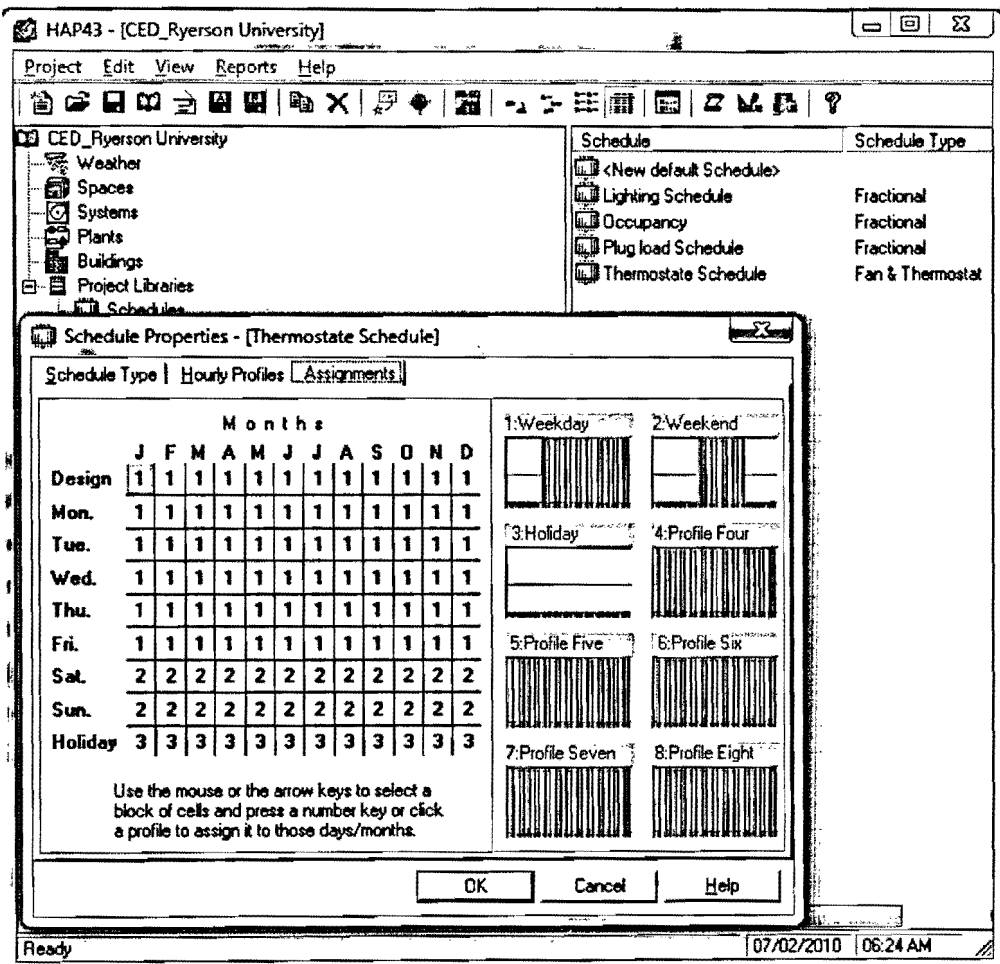 HAP43 - [CED_Ryerson University]
Project Edit View Reports Help
CED_Ryerson University
Weather
Spaces
Systems
Plants
Buildings
Project Libraries
Schedules
Schedule Schedule Type
<New default Schedule>
Lighting Schedule Fractional
Occupancy Fractional
Plug load Schedule Fractional
Thermostate Schedule Fan & Thermostat
Schedule Properties - [Thermostate Schedule]
Schedule Type Hourly Profiles Assignments
Months
J F M A M J J A S O N D
Design 1 1 1 1 1 1 1 1 1 1 1 1
Mon. 1 1 1 1 1 1 1 1 1 1 1 1
Tue. 1 1 1 1 1 1 1 1 1 1 1 1
Wed. 1 1 1 1 1 1 1 1 1 1 1 1
Thu. 1 1 1 1 1 1 1 1 1 1 1 1
Fri. 1 1 1 1 1 1 1 1 1 1 1 1
Sat. 2 2 2 2 2 2 2 2 2 2 2 2
Sun. 2 2 2 2 2 2 2 2 2 2 2 2
Holiday 3 3 3 3 3 3 3 3 3 3 3 3
Use the mouse or the arrow keys to select a
block of cells and press a number key or click
a profile to assign it to those days/months.
1:Weekday 2:Weekend
3:Holiday 4:Profile Four
5:Profile Five 6:Profile Six
7:Profile Seven 8:Profile Eight
OK Cancel Help
Ready 07/02/2010 06:24 AM